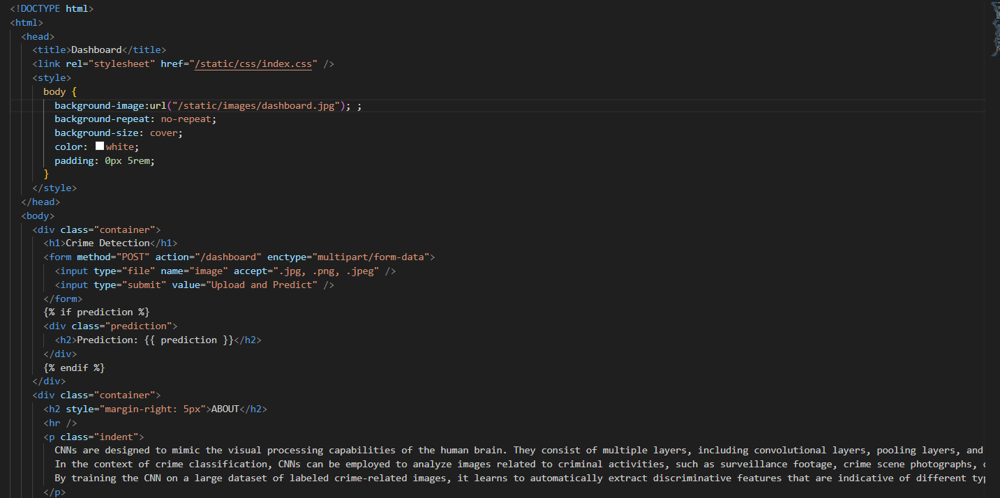 <!DOCTYPE html>
<html>
<head>
<title>Dashboard</title>
<link rel="stylesheet" href="/static/css/index.css" />
<style>
body {
background-image:url("/static/images/dashboard.jpg"); ;
background-repeat: no-repeat;
background-size: cover;
color: white;
padding: 0px 5rem;
}
</style>
</head>
<body>
<div class="container">
<h1>Crime Detection</h1>
<form method="POST" action="/dashboard" enctype="multipart/form-data">
<input type="file" name="image" accept=".jpg, .png, .jpeg" />
<input type="submit" value="Upload and Predict" />
</form>
{% if prediction %}
<div class="prediction">
<h2>Prediction: {{ prediction }}</h2>
</div>
{% endif %}
</div>
<div class="container">
<h2 style="margin-right: 5px">ABOUT</h2>
<hr />
<p class="indent">
CNNs are designed to mimic the visual processing capabilities of the human brain. They consist of multiple layers, including convolutional layers, pooling layers, and
In the context of crime classification, CNNs can be employed to analyze images related to criminal activities, such as surveillance footage, crime scene photographs,
By training the CNN on a large dataset of labeled crime-related images, it learns to automatically extract discriminative features that are indicative of different
</p>